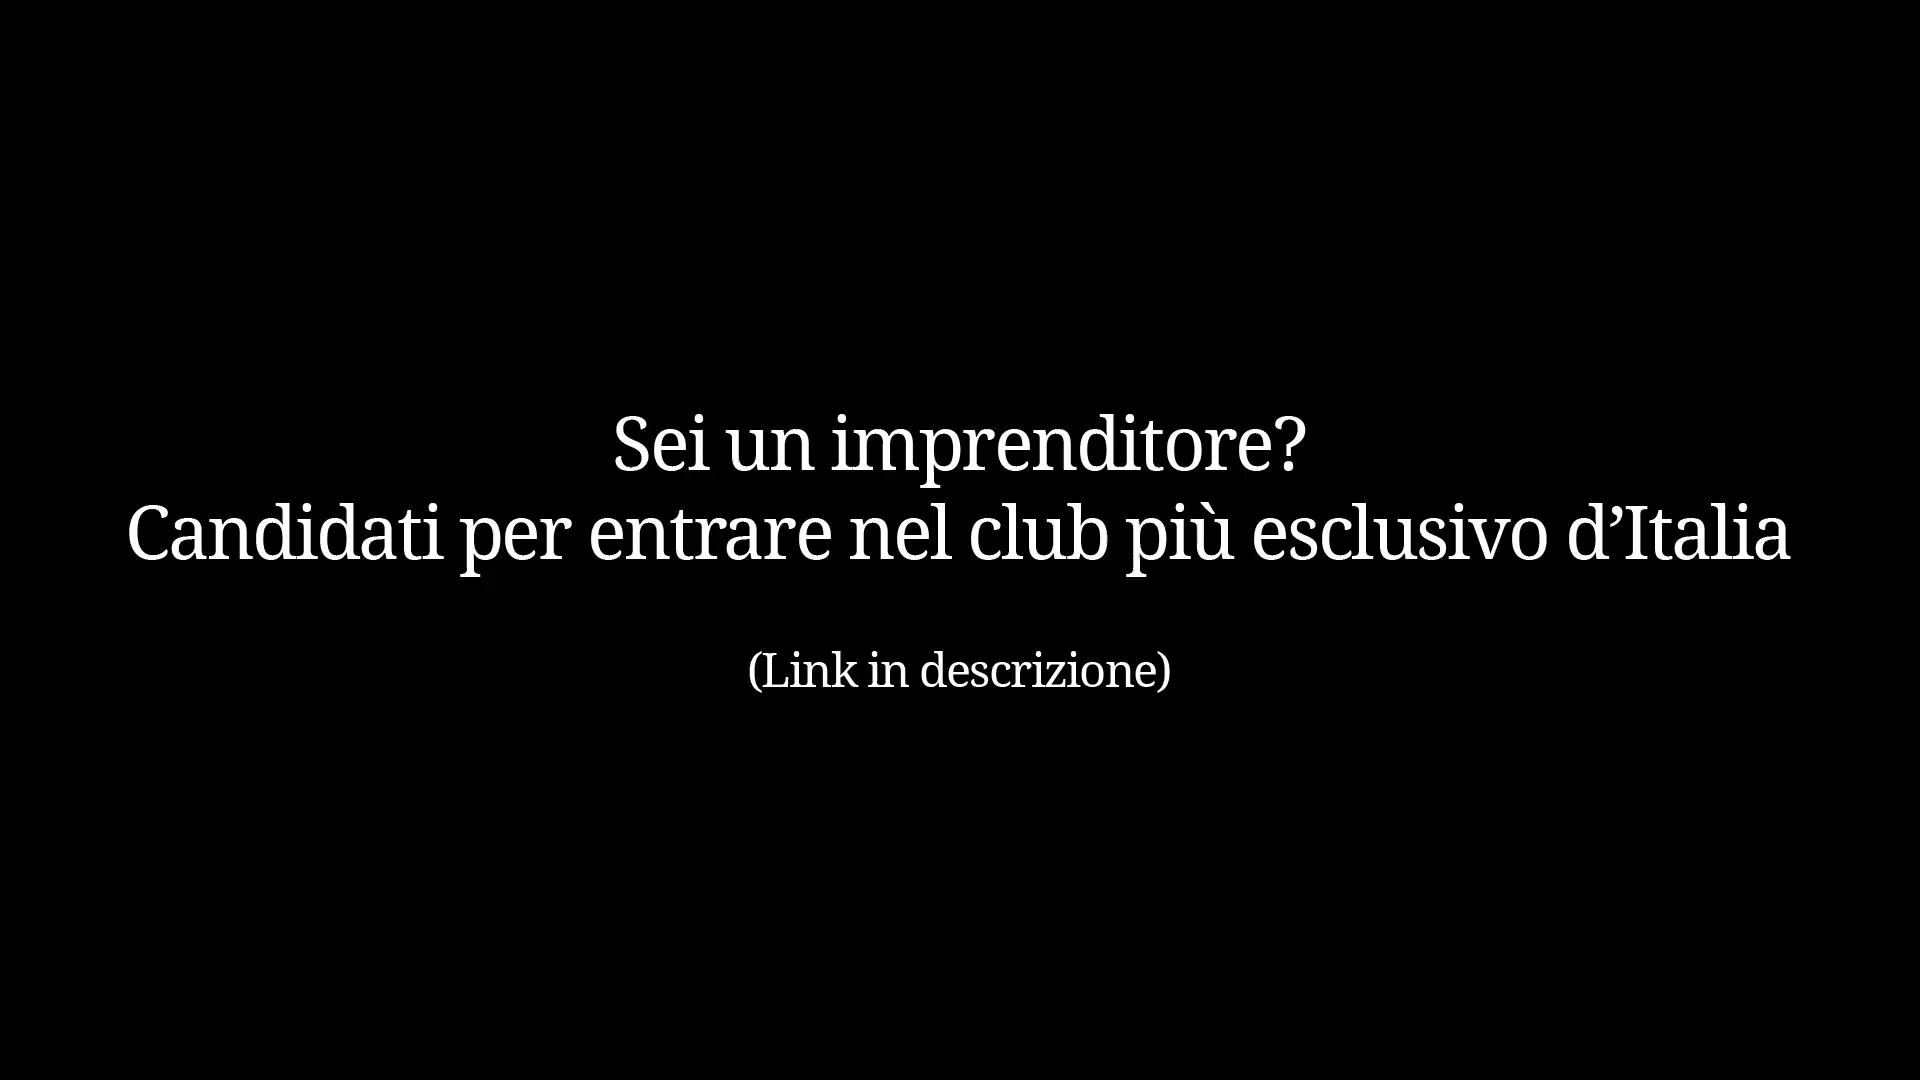 Sei un imprenditore?
Candidati per entrare nel club più esclusivo d’Italia
(Link in descrizione)